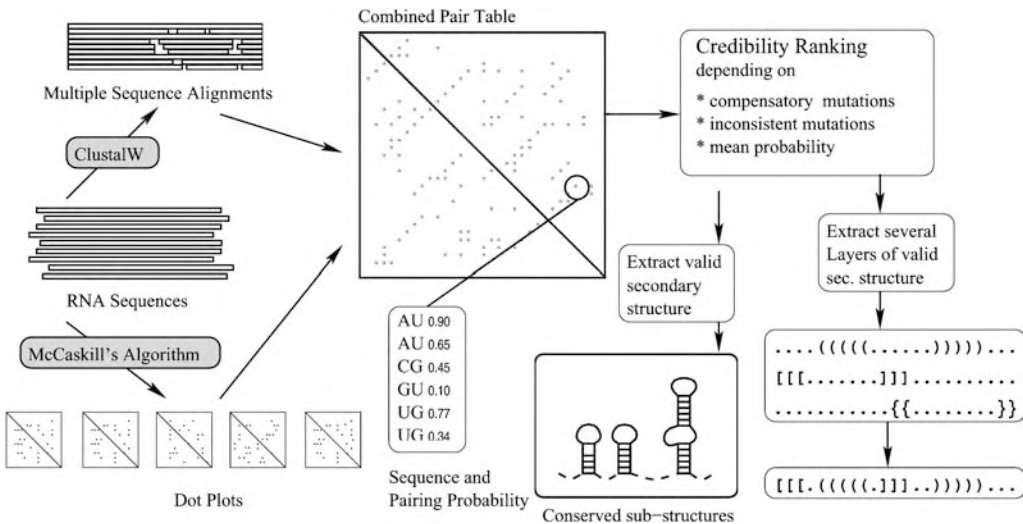 Combined Pair Table
Multiple Sequence Alignments
ClustalW
RNA Sequences
McCaskill's Algorithm
Dot Plots
AU 0.90
AU 0.65
CG 0.45
GU 0.10
UG 0.77
UG 0.34
Sequence and
Pairing Probability
Credibility Ranking
depending on
* compensatory mutations
* inconsistent mutations
* mean probability
Extract valid
secondary
structure
Conserved sub−structures
Extract several
Layers of valid
sec. structure
....(((((......)))))...
[[[.......]]]..........
...........{{........}}
[[[.(((((.]]]..)))))...